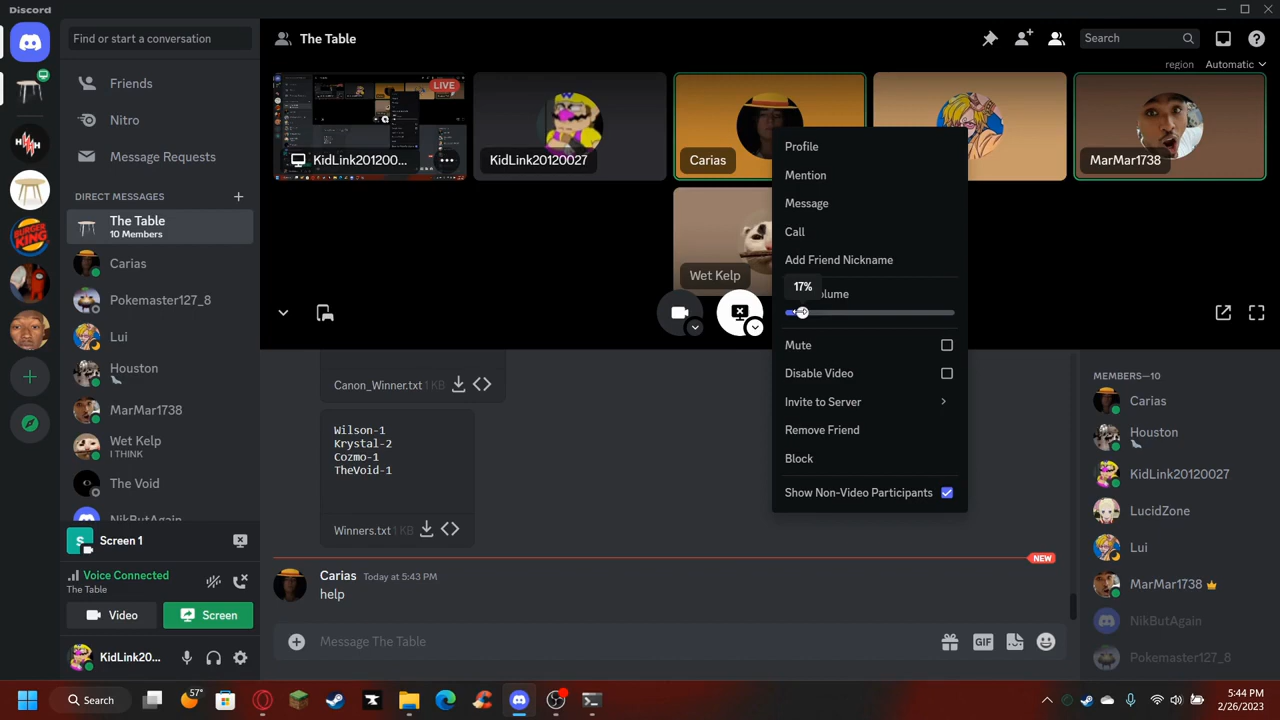 Discord
Find or start a conversation
The Table
Search
region
Automatic
Friends
Nitro
Message Requests
DIRECT MESSAGES
The Table
10 Members
Carias
Pokemaster127_8
Lui
Houston
MarMar1738
Wet Kelp
I THINK
The Void
NikButAgain
BURGER KING
LIVE
KidLink201200...
KidLink20120027
Carias
MarMar1738
Wet Kelp
Profile
Mention
Message
Call
Add Friend Nickname
17%
Mute
Disable Video
Invite to Server
Remove Friend
Block
Show Non-Video Participants
Canon_Winner.txt 1 KB
Wilson-1
Krystal-2
Cozmo-1
TheVoid-1
Winners.txt 1 KB
NEW
Carias Today at 5:43 PM
help
Message The Table
GIF
MEMBERS—10
Carias
Houston
KidLink20120027
LucidZone
Lui
MarMar1738
NikButAgain
Pokemaster127_8
S
Screen 1
Voice Connected
The Table
Video
Screen
KidLink20...
Search
57°
5:44 PM
2/26/2023